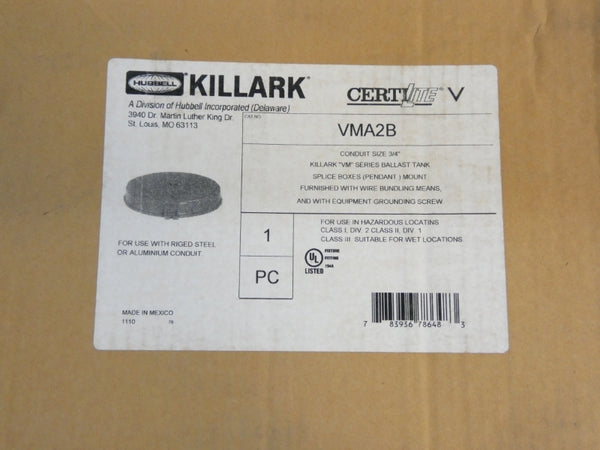 HUBBELL
KILLARK®
A Division of Hubbell Incorporated (Delaware)
3940 Dr. Martin Luther King Dr.
St. Louis, MO 63113
CERTILITE® V
CAT.NO.
VMA2B
CONDUIT SIZE 3/4"
KILLARK "VM" SERIES BALLAST TANK
SPLICE BOXES (PENDANT ) MOUNT
FURNISHED WITH WIRE BUNDLING MEANS,
AND WITH EQUIPMENT GROUNDING SCREW.
FOR USE WITH RIGED STEEL
OR ALUMINIUM CONDUIT.
1
PC
FOR USE IN HAZARDOUS LOCATINS
CLASS I, DIV. 2 CLASS II, DIV. 1
CLASS III. SUITABLE FOR WET LOCATIONS.
UL
LISTED
FIXTURE
FITTING
MADE IN MEXICO
1110
7 83936 78648 3